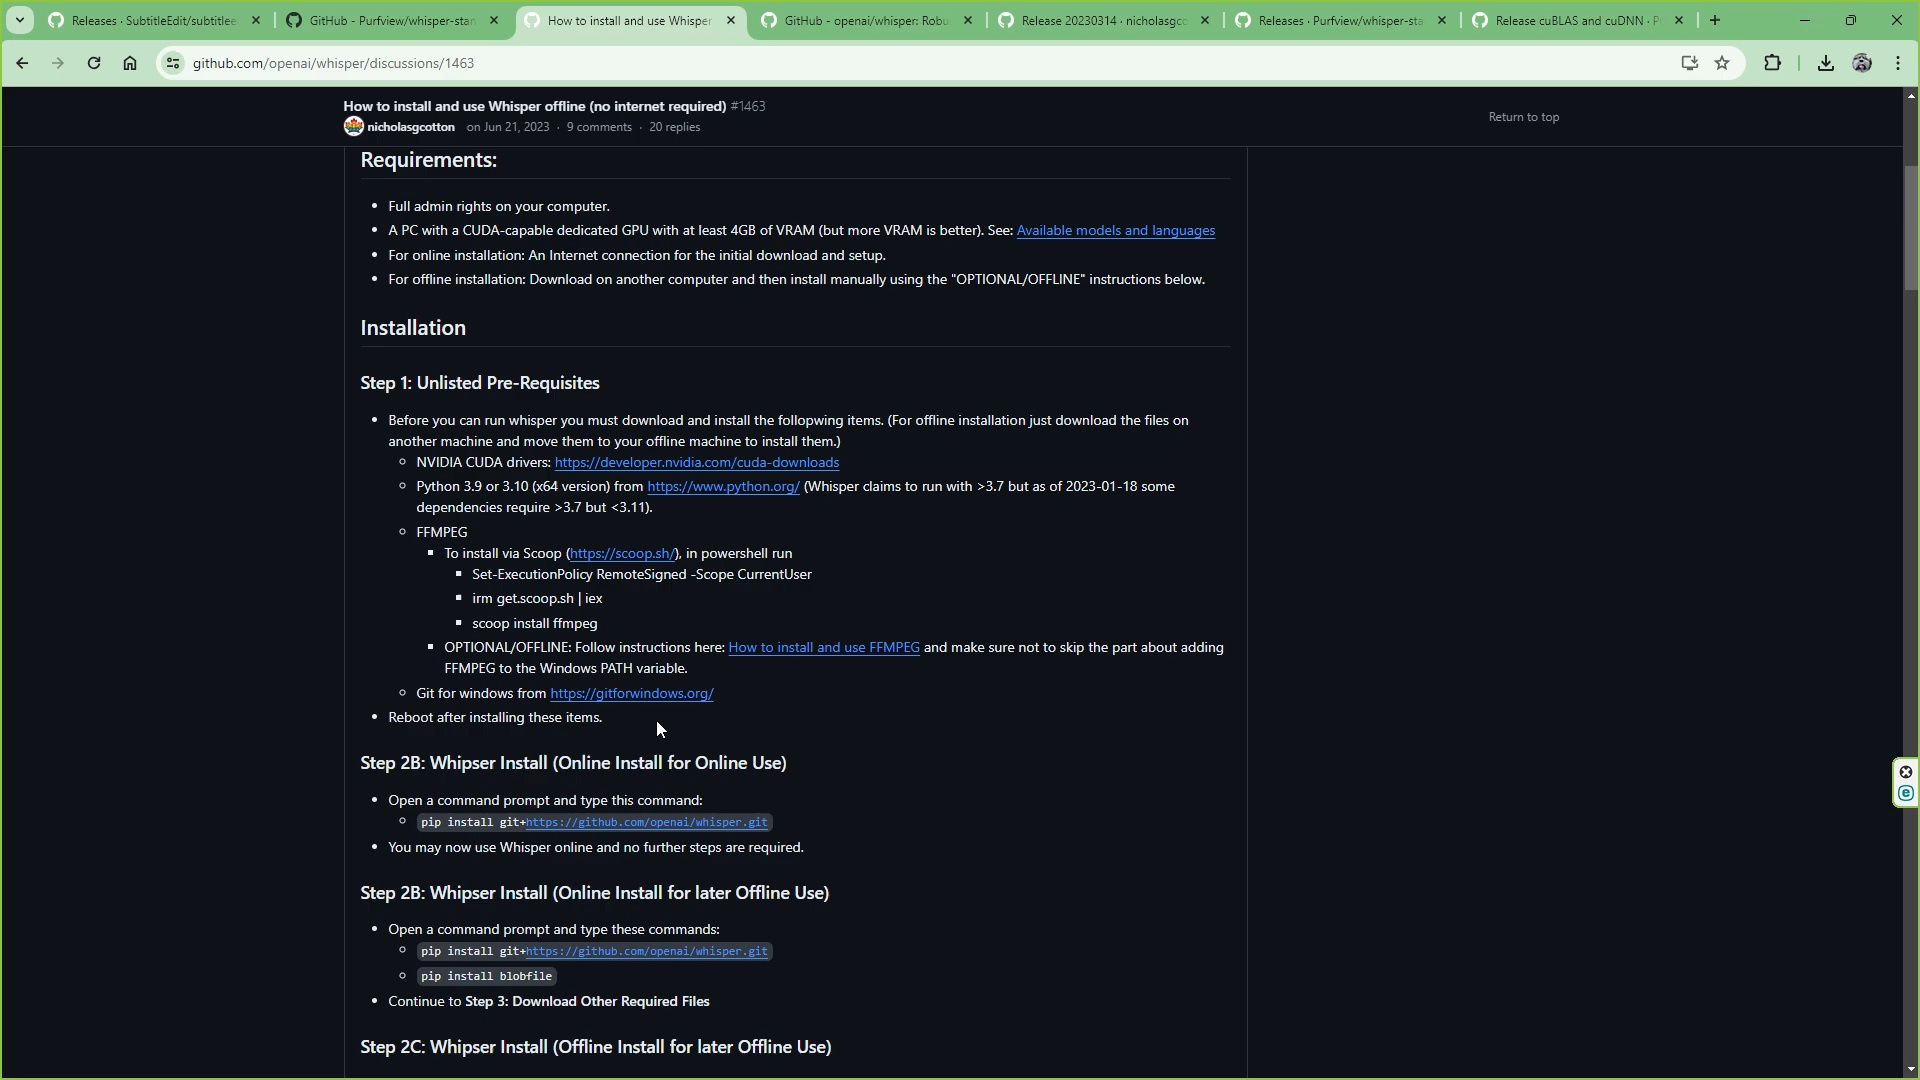 Releases · SubtitleEdit/subtitlee
GitHub - Purfview/whisper-stan
How to install and use Whisper
GitHub - openai/whisper: Robu
Release 20230314 · nicholasgco
Releases · Purfview/whisper-sta
Release cuBLAS and cuDNN · P
github.com/openai/whisper/discussions/1463
How to install and use Whisper offline (no internet required) #1463
nicholasgcotton on Jun 21, 2023 · 9 comments · 20 replies
Return to top
Requirements:
Full admin rights on your computer.
A PC with a CUDA-capable dedicated GPU with at least 4GB of VRAM (but more VRAM is better). See: Available models and languages
For online installation: An Internet connection for the initial download and setup.
For offline installation: Download on another computer and then install manually using the "OPTIONAL/OFFLINE" instructions below.
Installation
Step 1: Unlisted Pre-Requisites
Before you can run whisper you must download and install the follopwing items. (For offline installation just download the files on
another machine and move them to your offline machine to install them.)
NVIDIA CUDA drivers: https://developer.nvidia.com/cuda-downloads
Python 3.9 or 3.10 (x64 version) from https://www.python.org/ (Whisper claims to run with >3.7 but as of 2023-01-18 some
dependencies require >3.7 but <3.11).
FFMPEG
To install via Scoop (https://scoop.sh/), in powershell run
Set-ExecutionPolicy RemoteSigned -Scope CurrentUser
irm get.scoop.sh | iex
scoop install ffmpeg
OPTIONAL/OFFLINE: Follow instructions here: How to install and use FFMPEG and make sure not to skip the part about adding
FFMPEG to the Windows PATH variable.
Git for windows from https://gitforwindows.org/
Reboot after installing these items.
Step 2B: Whipser Install (Online Install for Online Use)
Open a command prompt and type this command:
pip install git+https://github.com/openai/whisper.git
You may now use Whisper online and no further steps are required.
Step 2B: Whipser Install (Online Install for later Offline Use)
Open a command prompt and type these commands:
pip install git+https://github.com/openai/whisper.git
pip install blobfile
Continue to Step 3: Download Other Required Files
Step 2C: Whipser Install (Offline Install for later Offline Use)